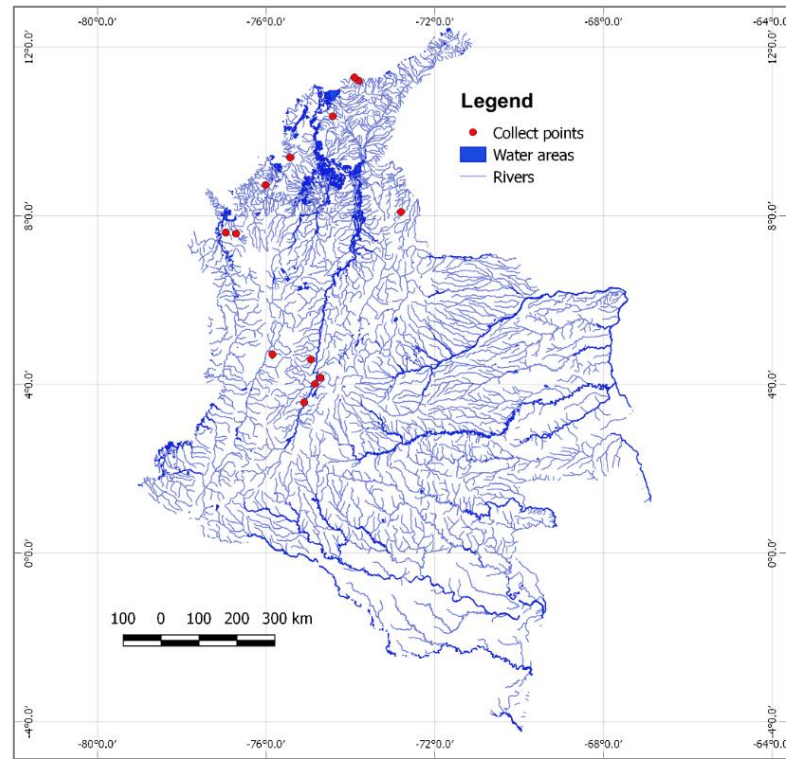 -80°0.0' -76°0.0' -72°0.0' -68°0.0' -64°0.0'
12°0.0' 12°0.0'
Legend
Collect points
Water areas
Rivers
8°0.0' 8°0.0'
4°0.0' 4°0.0'
0°0.0' 0°0.0'
100 0 100 200 300 km
-4°0.0' -4°0.0'
-80°0.0' -76°0.0' -72°0.0' -68°0.0' -64°0.0'